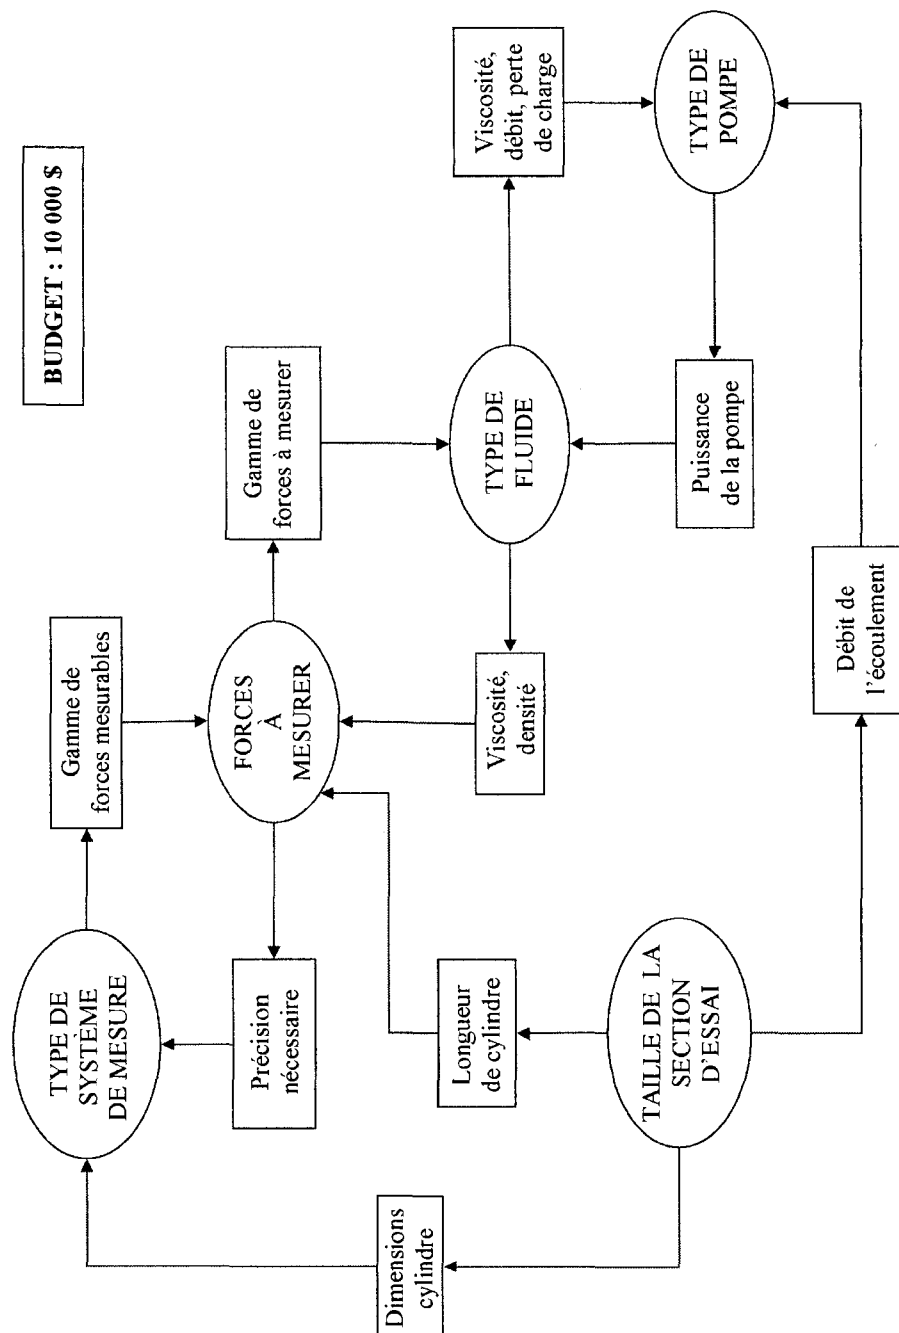 BUDGET : 10 000 $
TYPE DE
SYSTÈME
DE MESURE
Gamme de
forces mesurables
Précision
nécessaire
FORCES
À
MESURER
Gamme de
forces à mesurer
Dimensions
cylindre
Longueur
de cylindre
Viscosité,
densité
TYPE DE
FLUIDE
Viscosité,
débit, perte
de charge
TAILLE DE LA
SECTION
D'ESSAI
Puissance
de la pompe
TYPE DE
POMPE
Débit de
l'écoulement